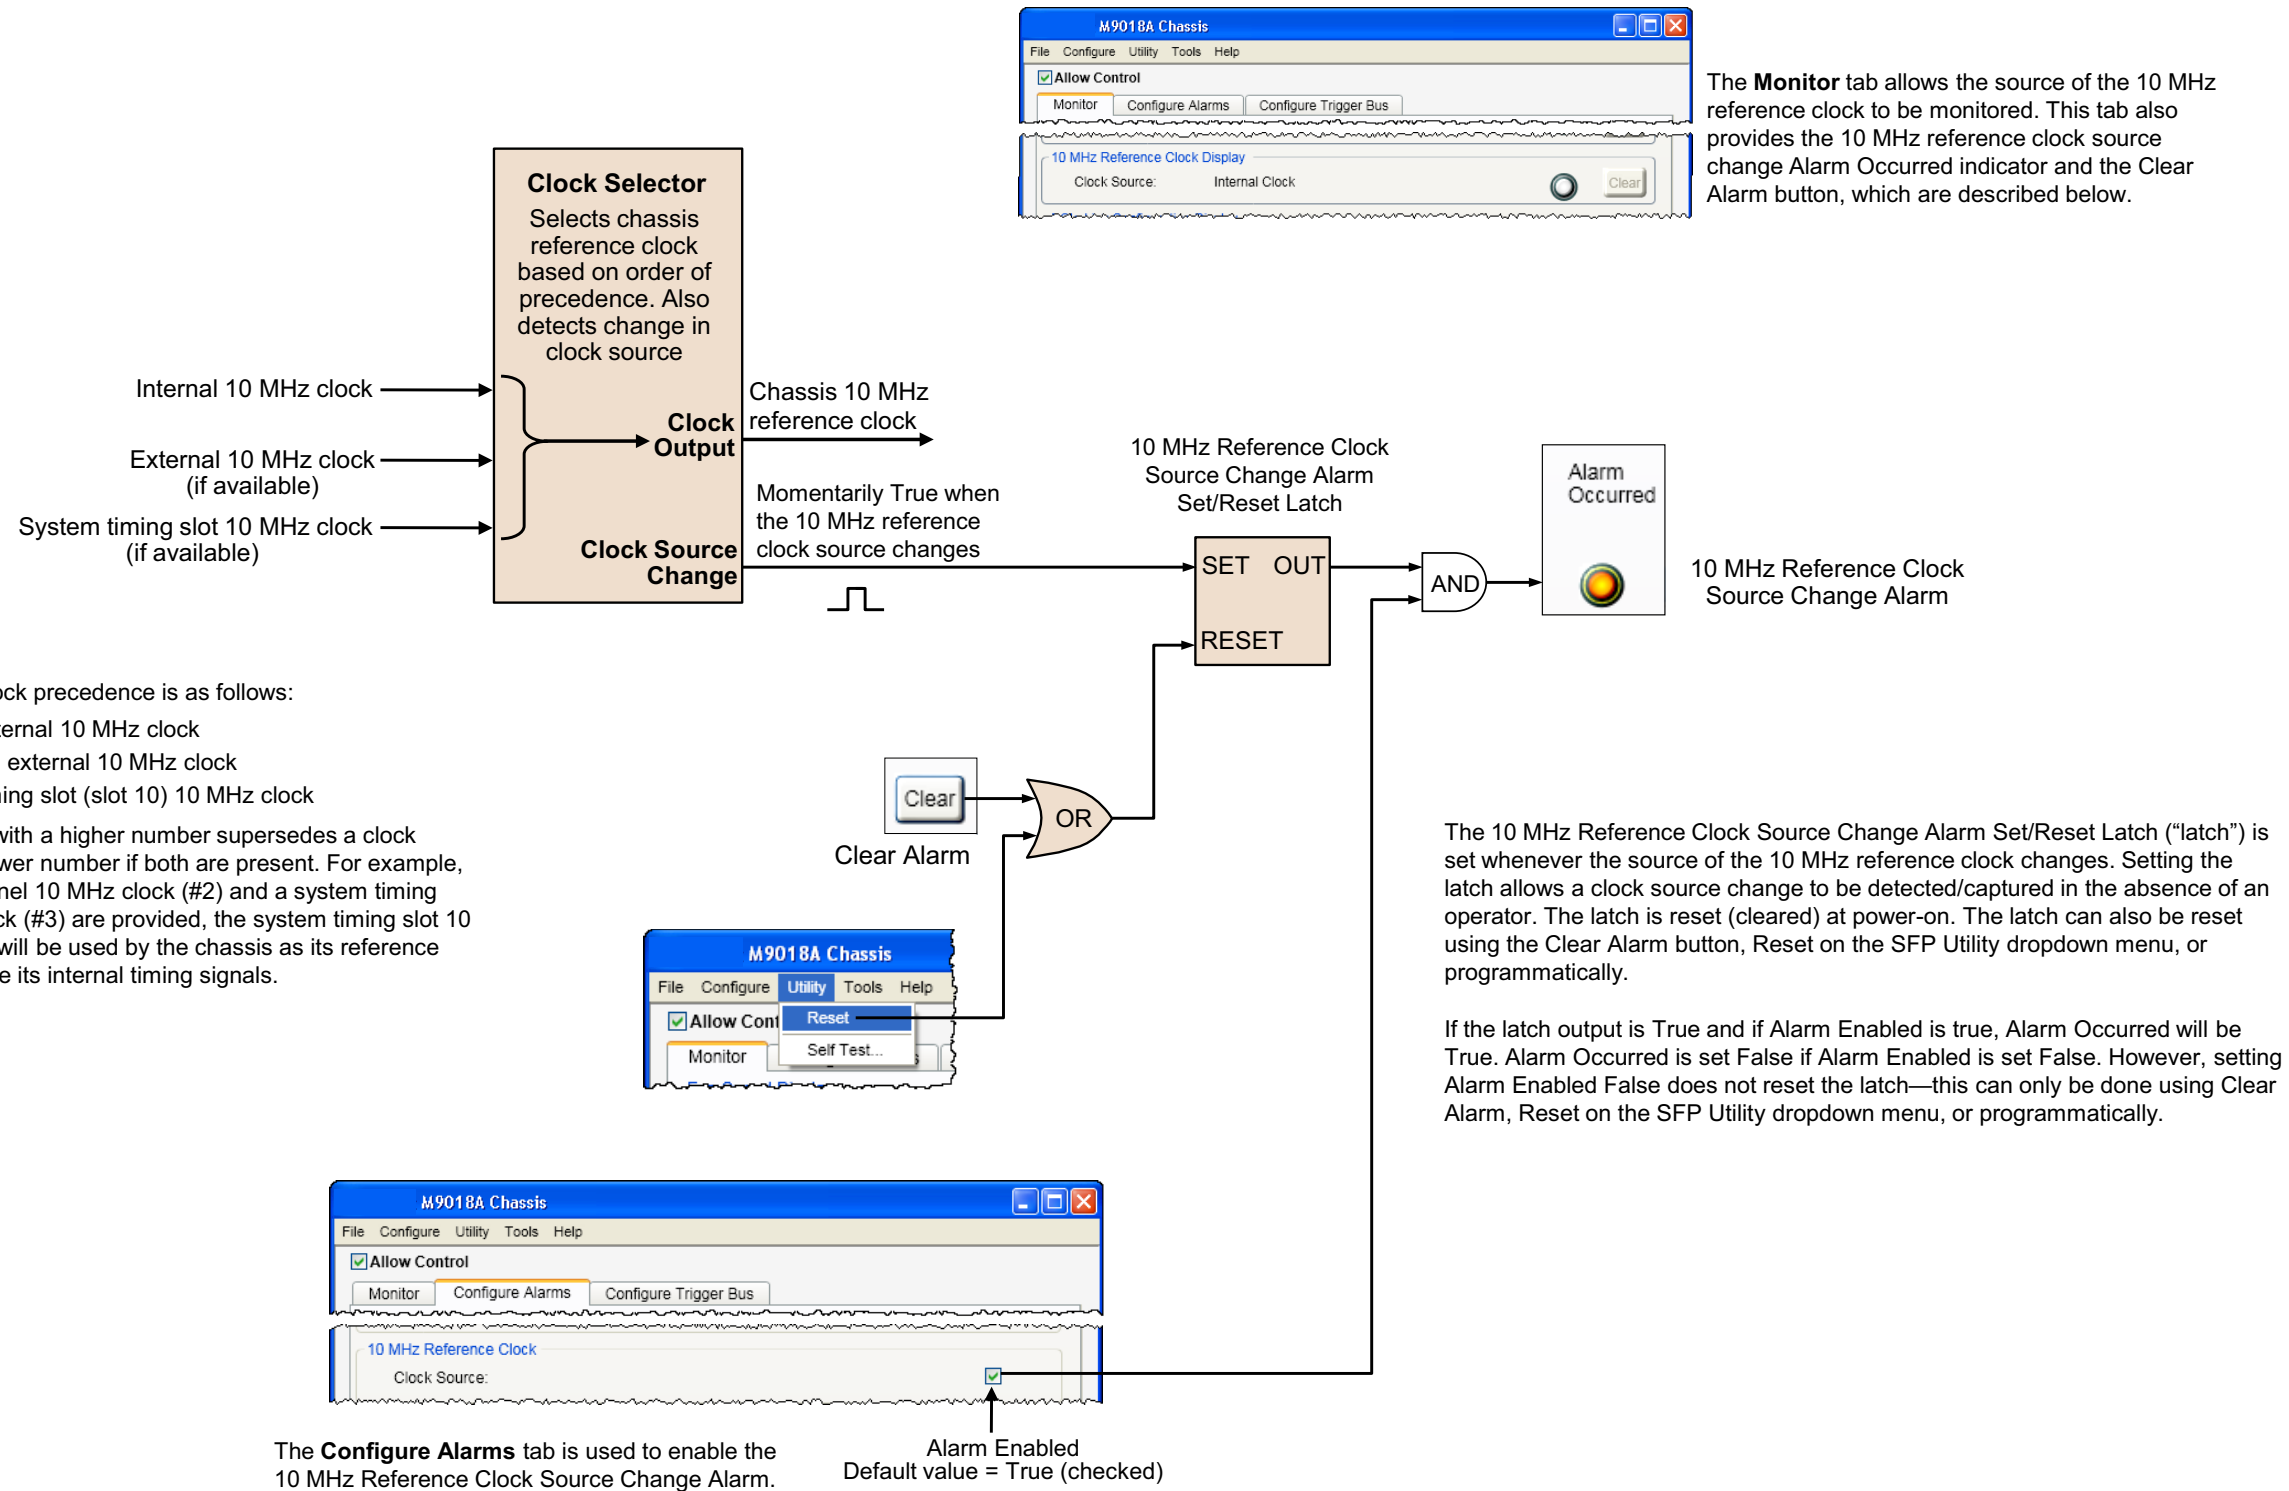 M9018A Chassis
File Configure Utility Tools Help
Allow Control
Monitor Configure Alarms Configure Trigger Bus
10 MHz Reference Clock Display
Clock Source: Internal Clock Clear
The Monitor tab allows the source of the 10 MHz
reference clock to be monitored. This tab also
provides the 10 MHz reference clock source
change Alarm Occurred indicator and the Clear
Alarm button, which are described below.
Clock Selector
Selects chassis
reference clock
based on order of
precedence. Also
detects change in
clock source
Internal 10 MHz clock
External 10 MHz clock
(if available)
System timing slot 10 MHz clock
(if available)
Clock
Output
Clock Source
Change
Chassis 10 MHz
reference clock
Momentarily True when
the 10 MHz reference
clock source changes
10 MHz Reference Clock
Source Change Alarm
Set/Reset Latch
SET OUT
RESET
AND
Alarm
Occurred
10 MHz Reference Clock
Source Change Alarm
ock precedence is as follows:
ternal 10 MHz clock
external 10 MHz clock
ing slot (slot 10) 10 MHz clock
with a higher number supersedes a clock
wer number if both are present. For example,
nel 10 MHz clock (#2) and a system timing
ck (#3) are provided, the system timing slot 10
will be used by the chassis as its reference
e its internal timing signals.
Clear
Clear Alarm
OR
M9018A Chassis
File Configure Utility Tools Help
Allow Cont Reset
Monitor Self Test...
The 10 MHz Reference Clock Source Change Alarm Set/Reset Latch (“latch”) is
set whenever the source of the 10 MHz reference clock changes. Setting the
latch allows a clock source change to be detected/captured in the absence of an
operator. The latch is reset (cleared) at power-on. The latch can also be reset
using the Clear Alarm button, Reset on the SFP Utility dropdown menu, or
programmatically.
If the latch output is True and if Alarm Enabled is true, Alarm Occurred will be
True. Alarm Occurred is set False if Alarm Enabled is set False. However, setting
Alarm Enabled False does not reset the latch—this can only be done using Clear
Alarm, Reset on the SFP Utility dropdown menu, or programmatically.
M9018A Chassis
File Configure Utility Tools Help
Allow Control
Monitor Configure Alarms Configure Trigger Bus
10 MHz Reference Clock
Clock Source:
The Configure Alarms tab is used to enable the
10 MHz Reference Clock Source Change Alarm.
Alarm Enabled
Default value = True (checked)